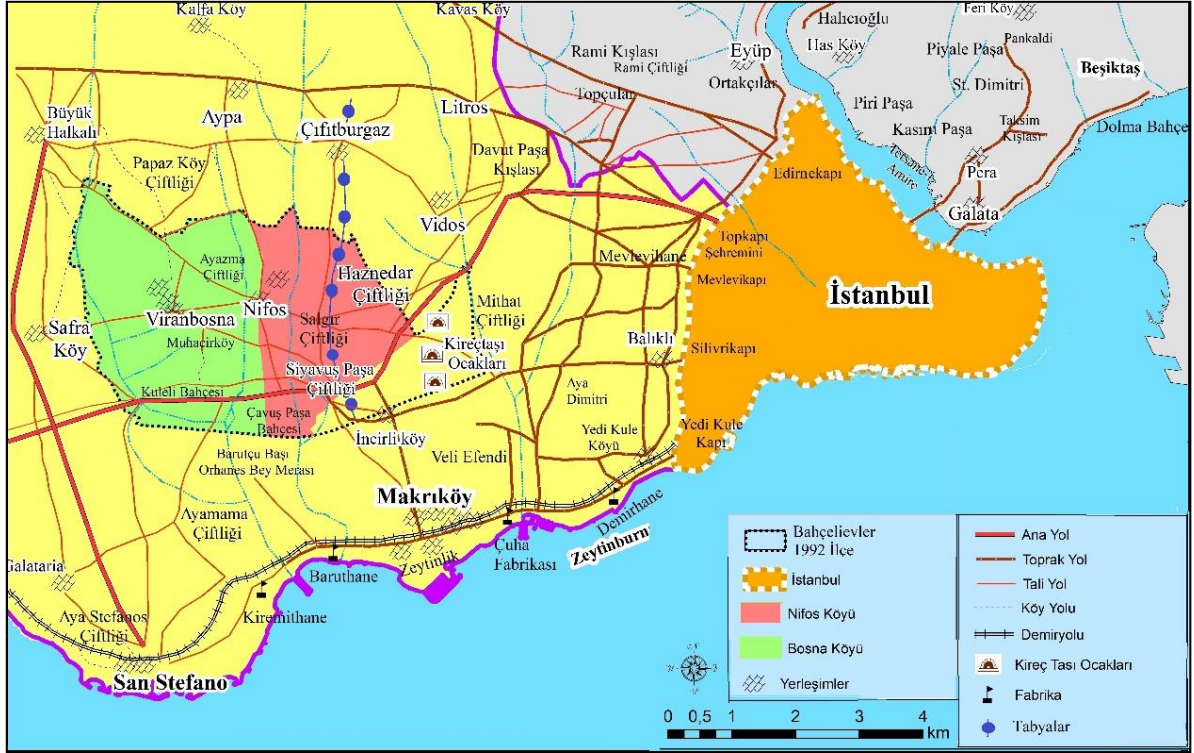 Kalfa Köy
Kavas Köy
Halıcıoğlu
Feri Köy
Rami Kışlası
Rami Çiftliği
Eyüp
Has Köy
Piyale Paşa
Pankaldi
Ortakçılar
St. Dimitri
Beşiktaş
Topçular
Litros
Aypa
Büyük
Halkalı
Çıfıtburgaz
Piri Paşa
Kasım Paşa
Taksim
Kışlası
Dolma Bahçe
Papaz Köy
Çiftliği
Davut Paşa
Kışlası
Edirnekapı
Pera
Galata
Vidos
Topkapı
Şehremini
Ayazma
Çiftliği
Haznedar
Çiftliği
Mevlevihane
Mevlevikapı
İstanbul
Nifos
Viranbosna
Salgır
Çiftliği
Mithat
Çiftliği
Safra
Köy
Muhacirköy
Kireçtaşı
Ocakları
Balıklı
Silivrikapı
Siyavuş Paşa
Çiftliği
Kuleli Bahçesi
Çavuş Paşa
Bahçesi
Aya
Dimitri
İncirliköy
Yedi Kule
Köyü
Yedi Kule
Kapı
Barutçu Başı
Orhanes Bey Merası
Veli Efendi
Makrıköy
Ayamama
Çiftliği
Demirhane
Zeytinburn
Çuha
Fabrikası
Zeytinlik
Baruthane
Galataria
Kiremithane
Aya Stefanos
Çiftliği
San Stefano
Bahçelievler
1992 İlçe
İstanbul
Nifos Köyü
Bosna Köyü
Yerleşimler
Ana Yol
Toprak Yol
Tali Yol
Köy Yolu
Demiryolu
Kireç Tası Ocakları
Fabrika
Tabyalar
0 0,5 1 2 3 4
km